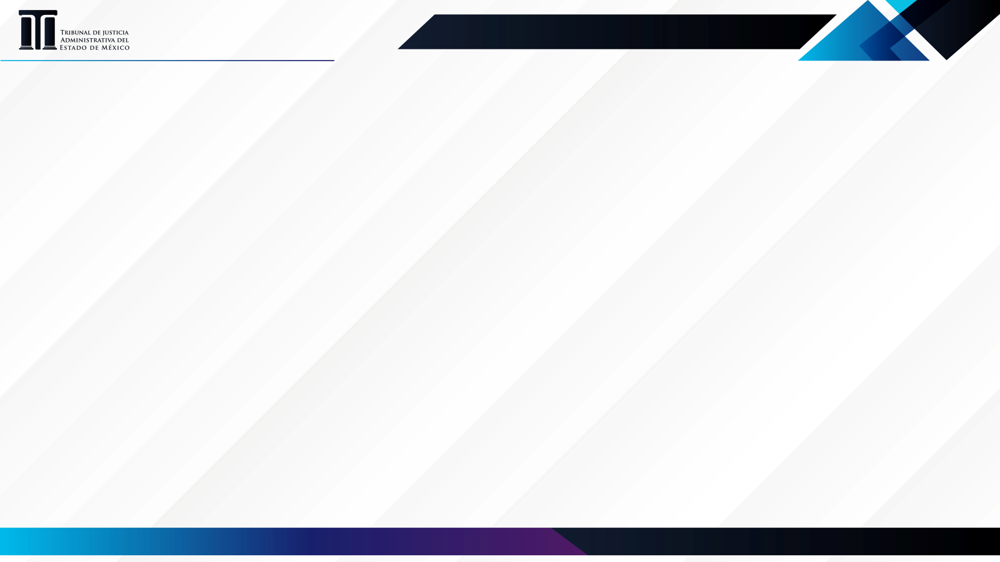 Tribunal de justicia
Administrativa del
Estado de México